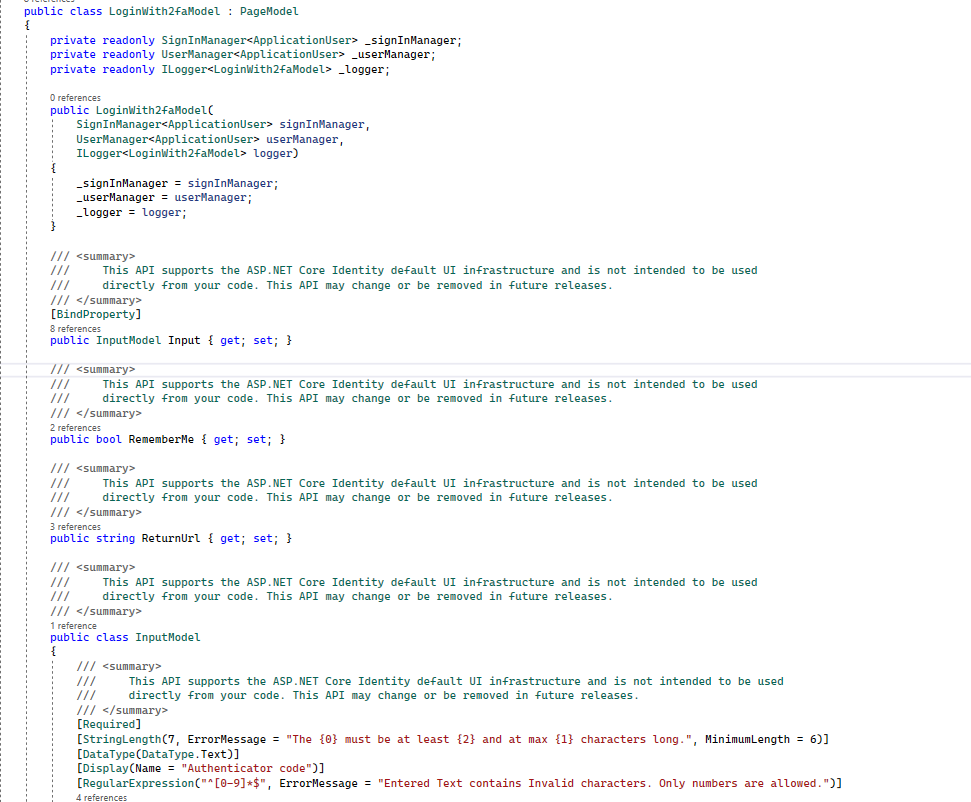 public class LoginWith2faModel : PageModel
{
private readonly SignInManager<ApplicationUser> _signInManager;
private readonly UserManager<ApplicationUser> _userManager;
private readonly ILogger<LoginWith2faModel> _logger;
0 references
public LoginWith2faModel(
SignInManager<ApplicationUser> signInManager,
UserManager<ApplicationUser> userManager,
ILogger<LoginWith2faModel> logger)
{
_signInManager = signInManager;
_userManager = userManager;
_logger = logger;
}
/// <summary>
///     This API supports the ASP.NET Core Identity default UI infrastructure and is not intended to be used
///     directly from your code. This API may change or be removed in future releases.
/// </summary>
[BindProperty]
8 references
public InputModel Input { get; set; }
/// <summary>
///     This API supports the ASP.NET Core Identity default UI infrastructure and is not intended to be used
///     directly from your code. This API may change or be removed in future releases.
/// </summary>
2 references
public bool RememberMe { get; set; }
/// <summary>
///     This API supports the ASP.NET Core Identity default UI infrastructure and is not intended to be used
///     directly from your code. This API may change or be removed in future releases.
/// </summary>
3 references
public string ReturnUrl { get; set; }
/// <summary>
///     This API supports the ASP.NET Core Identity default UI infrastructure and is not intended to be used
///     directly from your code. This API may change or be removed in future releases.
/// </summary>
1 reference
public class InputModel
{
/// <summary>
///     This API supports the ASP.NET Core Identity default UI infrastructure and is not intended to be used
///     directly from your code. This API may change or be removed in future releases.
/// </summary>
[Required]
[StringLength(7, ErrorMessage = "The {0} must be at least {2} and at max {1} characters long.", MinimumLength = 6)]
[DataType(DataType.Text)]
[Display(Name = "Authenticator code")]
[RegularExpression("^[0-9]*$", ErrorMessage = "Entered Text contains Invalid characters. Only numbers are allowed.")]
4 references